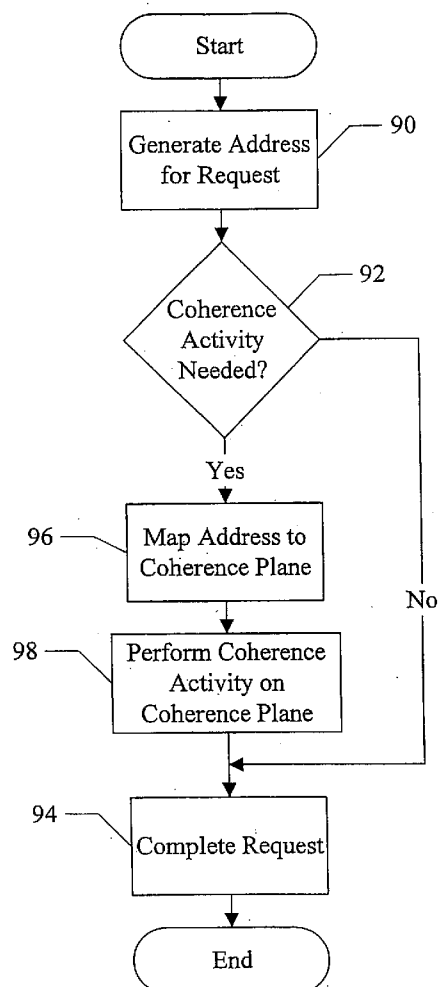 Start
Generate Address
for Request
90
92
Coherence
Activity
Needed?
Yes
No
96
Map Address to
Coherence Plane
98
Perform Coherence
Activity on
Coherence Plane
94
Complete Request
End